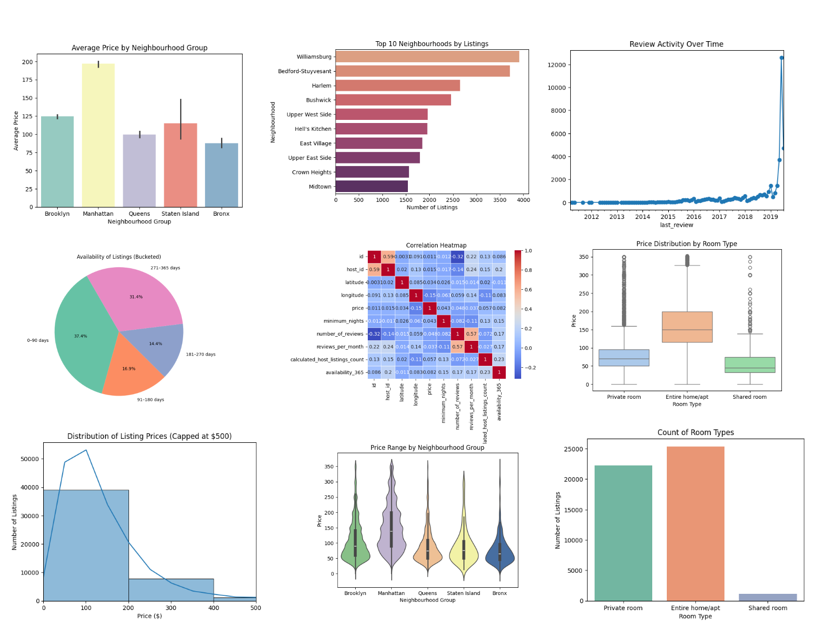 Average Price by Neighbourhood Group
Average Price
200
175
150
125
100
75
50
25
0
Brooklyn Manhattan Queens Staten Island Bronx
Neighbourhood Group
Top 10 Neighbourhoods by Listings
Neighbourhood
Williamsburg
Bedford-Stuyvesant
Harlem
Bushwick
Upper West Side
Hell's Kitchen
East Village
Upper East Side
Crown Heights
Midtown
0 500 1000 1500 2000 2500 3000 3500 4000
Number of Listings
Review Activity Over Time
12000
10000
8000
6000
4000
2000
0
2012 2013 2014 2015 2016 2017 2018 2019
last_review
Availability of Listings (Bucketed)
271-365 days
31.4%
0-90 days
37.4%
14.4%
181-270 days
16.9%
91-180 days
Correlation Heatmap
id
host_id
latitude
longitude
price
minimum_nights
number_of_reviews
reviews_per_month
calculated_host_listings_count
availability_365
id
host_id
latitude
longitude
price
minimum_nights
number_of_reviews
reviews_per_month
lated_host_listings_count
availability_365
1.0
0.8
0.6
0.4
0.2
0.0
−0.2
Price Distribution by Room Type
Price
350
300
250
200
150
100
50
0
Private room Entire home/apt Shared room
Room Type
Distribution of Listing Prices (Capped at $500)
Number of Listings
50000
40000
30000
20000
10000
0
0 100 200 300 400 500
Price ($)
Price Range by Neighbourhood Group
Price
350
300
250
200
150
100
50
0
Brooklyn Manhattan Queens Staten Island Bronx
Neighbourhood Group
Count of Room Types
Number of Listings
25000
20000
15000
10000
5000
0
Private room Entire home/apt Shared room
Room Type